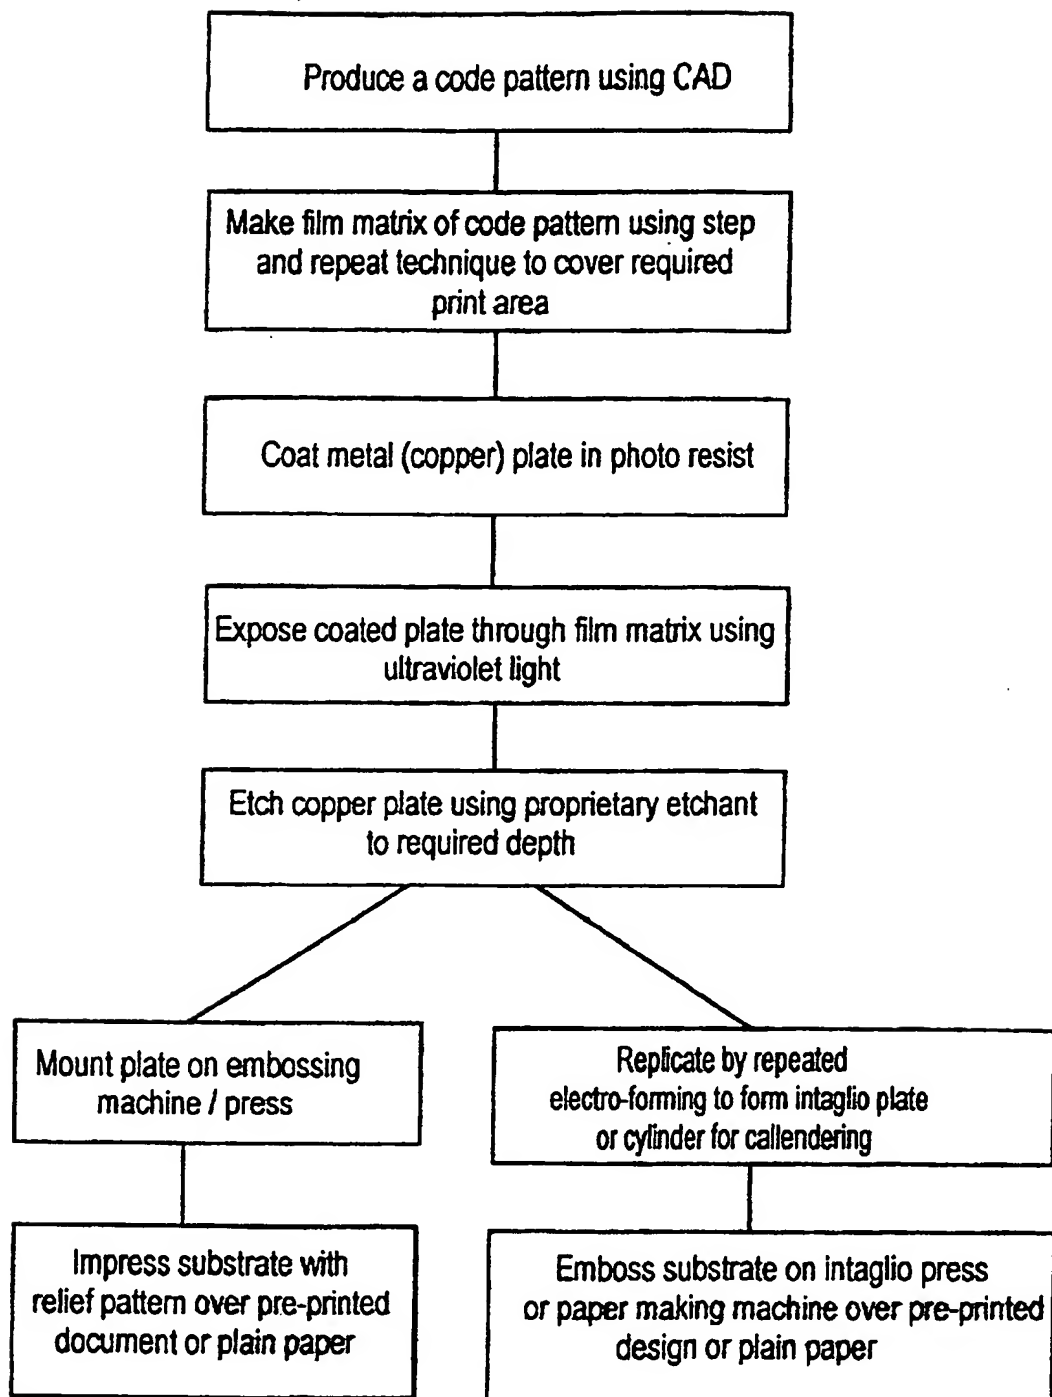 Produce a code pattern using CAD
Make film matrix of code pattern using step
and repeat technique to cover required
print area
Coat metal (copper) plate in photo resist
Expose coated plate through film matrix using
ultraviolet light
Etch copper plate using proprietary etchant
to required depth
Mount plate on embossing
machine / press
Replicate by repeated
electro-forming to form intaglio plate
or cylinder for callendering
Impress substrate with
relief pattern over pre-printed
document or plain paper
Emboss substrate on intaglio press
or paper making machine over pre-printed
design or plain paper